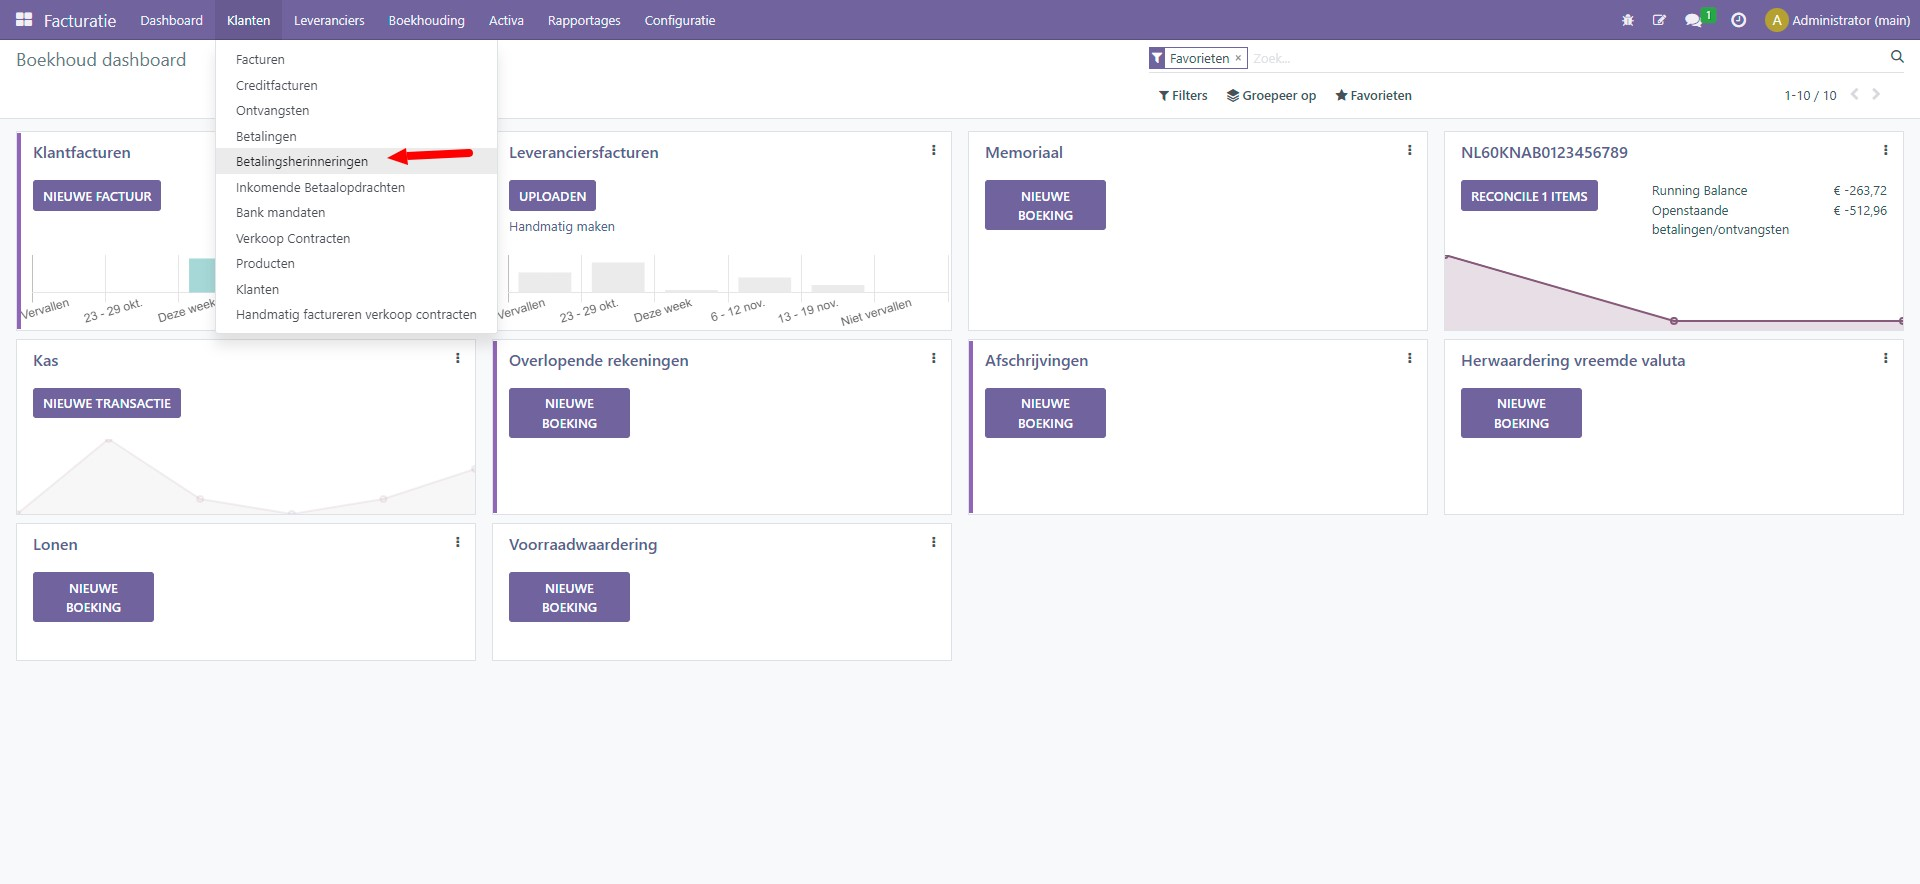 Facturatie Dashboard Klanten Leveranciers Boekhouding Activa Rapportages Configuratie 1 A Administrator (main)
Boekhoud dashboard
Favorieten × Zoek...
Filters Groepeer op Favorieten 1-10 / 10
Facturen
Creditfacturen
Ontvangsten
Betalingen
Betalingsherinneringen
Inkomende Betaalopdrachten
Bank mandaten
Verkoop Contracten
Producten
Klanten
Handmatig factureren verkoop contracten
Klantfacturen
NIEUWE FACTUUR
Vervallen 23 - 29 okt. Deze week
Leveranciersfacturen
UPLOADEN
Handmatig maken
Vervallen 23 - 29 okt. Deze week 6 - 12 nov. 13 - 19 nov. Niet vervallen
Memoriaal
NIEUWE
BOEKING
NL60KNAB0123456789
RECONCILE 1 ITEMS
Running Balance € -263,72
Openstaande € -512,96
betalingen/ontvangsten
Kas
NIEUWE TRANSACTIE
Overlopende rekeningen
NIEUWE
BOEKING
Afschrijvingen
NIEUWE
BOEKING
Herwaardering vreemde valuta
NIEUWE
BOEKING
Lonen
NIEUWE
BOEKING
Voorraadwaardering
NIEUWE
BOEKING